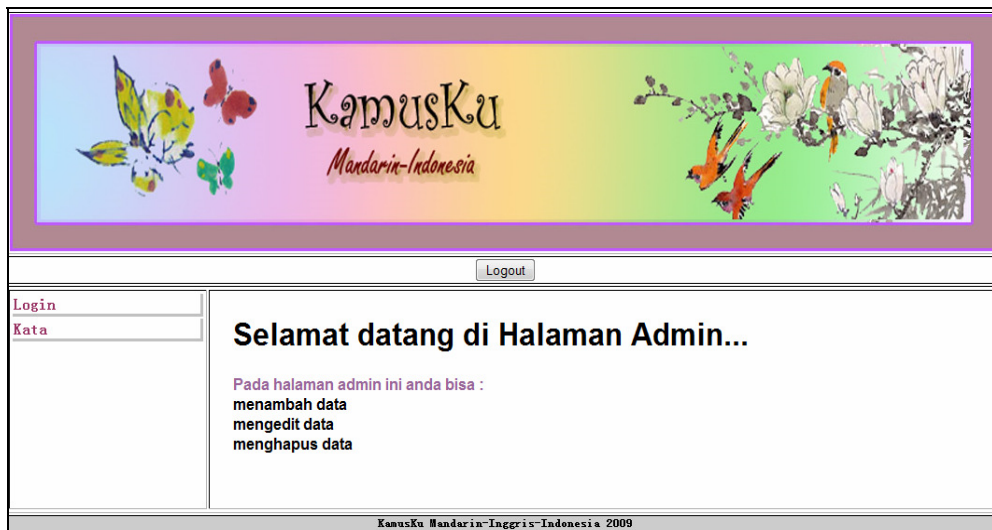 KamusKu
Mandarin-Indonesia
Logout
Login
Kata
Selamat datang di Halaman Admin...
Pada halaman admin ini anda bisa :
menambah data
mengedit data
menghapus data
KamusKu Mandarin-Inggris-Indonesia 2009